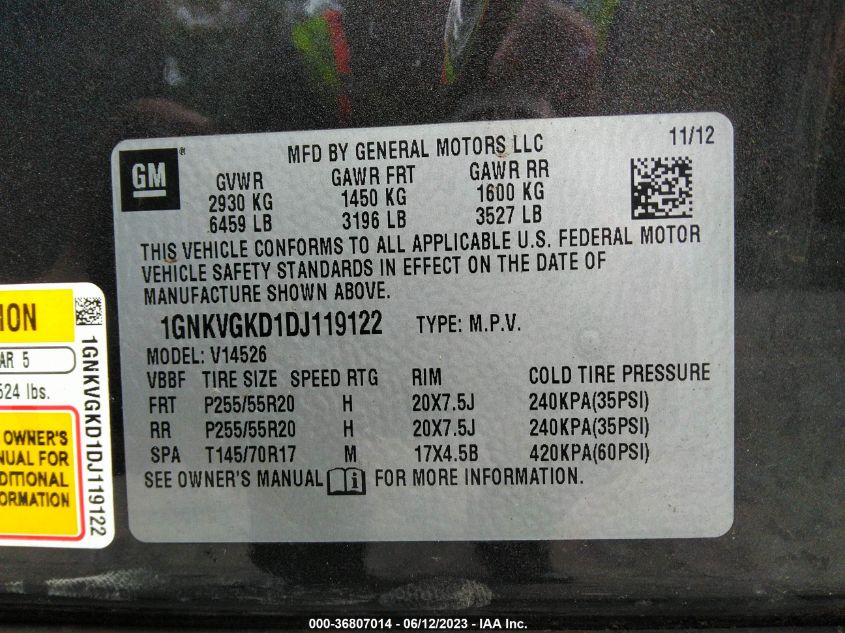 GM
MFD BY GENERAL MOTORS LLC
11/12
GVWR GAWR FRT GAWR RR
2930 KG 1450 KG 1600 KG
6459 LB 3196 LB 3527 LB
THIS VEHICLE CONFORMS TO ALL APPLICABLE U.S. FEDERAL MOTOR
VEHICLE SAFETY STANDARDS IN EFFECT ON THE DATE OF
MANUFACTURE SHOWN ABOVE.
1GNKVGKD1DJ119122 TYPE: M.P.V.
MODEL: V14526
VBBF TIRE SIZE SPEED RTG RIM COLD TIRE PRESSURE
FRT P255/55R20 H 20X7.5J 240KPA(35PSI)
RR P255/55R20 H 20X7.5J 240KPA(35PSI)
SPA T145/70R17 M 17X4.5B 420KPA(60PSI)
SEE OWNER'S MANUAL FOR MORE INFORMATION.
ION
AR 5
524 lbs.
OWNER'S
NUAL FOR
DITIONAL
ORMATION
1GNKVGKD1DJ119122
000-36807014 - 06/12/2023 - IAA Inc.